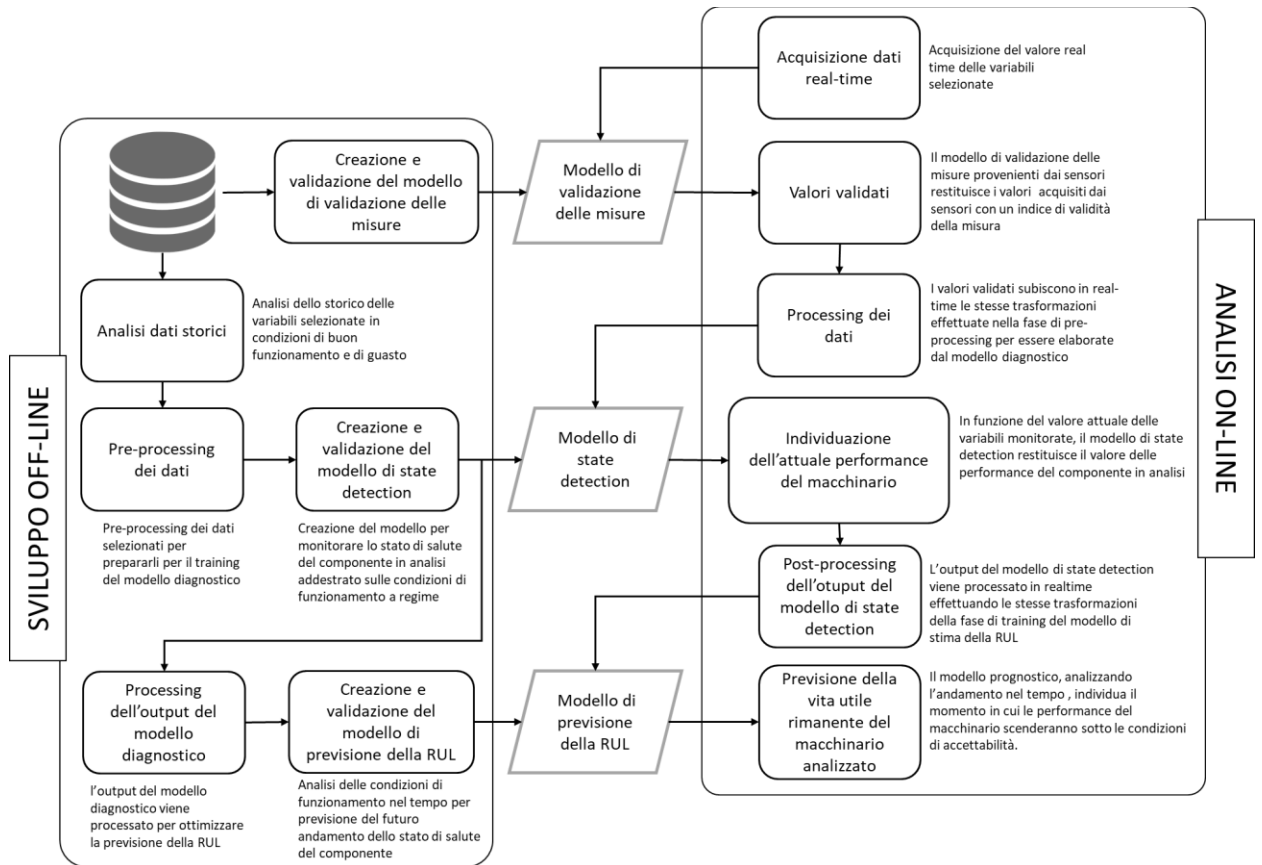 SVILUPPO OFF-LINE
Creazione e
validazione del modello
di validazione delle
misure
Analisi dati storici
Analisi dello storico delle
variabili selezionate in
condizioni di buon
funzionamento e di guasto
Pre-processing
dei dati
Pre-processing dei dati
selezionati per
prepararli per il training
del modello diagnostico
Creazione e
validazione del
modello di state
detection
Creazione del modello per
monitorare lo stato di salute
del componente in analisi
addestrato sulle condizioni di
funzionamento a regime
Processing
dell'output del
modello
diagnostico
l'output del modello
diagnostico viene
processato per ottimizzare
la previsione della RUL
Creazione e
validazione del
modello di
previsione della RUL
Analisi delle condizioni di
funzionamento nel tempo per
previsione del futuro
andamento dello stato di salute
del componente
Modello di
validazione
delle misure
Modello di
state
detection
Modello di
previsione
della RUL
ANALISI ON-LINE
Acquisizione dati
real-time
Acquisizione del valore real
time delle variabili
selezionate
Valori validati
Il modello di validazione delle
misure provenienti dai sensori
restituisce i valori acquisiti dai
sensori con un indice di validità
della misura
Processing dei
dati
I valori validati subiscono in real-
time le stesse trasformazioni
effettuate nella fase di pre-
processing per essere elaborate
dal modello diagnostico
Individuazione
dell'attuale performance
del macchinario
In funzione del valore attuale delle
variabili monitorate, il modello di state
detection restituisce il valore delle
performance del componente in analisi
Post-processing
dell'otuput del
modello di state
detection
L'output del modello di state detection
viene processato in realtime
effettuando le stesse trasformazioni
della fase di training del modello di
stima della RUL
Previsione della
vita utile
rimanente del
macchinario
analizzato
Il modello prognostico, analizzando
l'andamento nel tempo , individua il
momento in cui le performance del
macchinario scenderanno sotto le condizioni
di accettabilità.